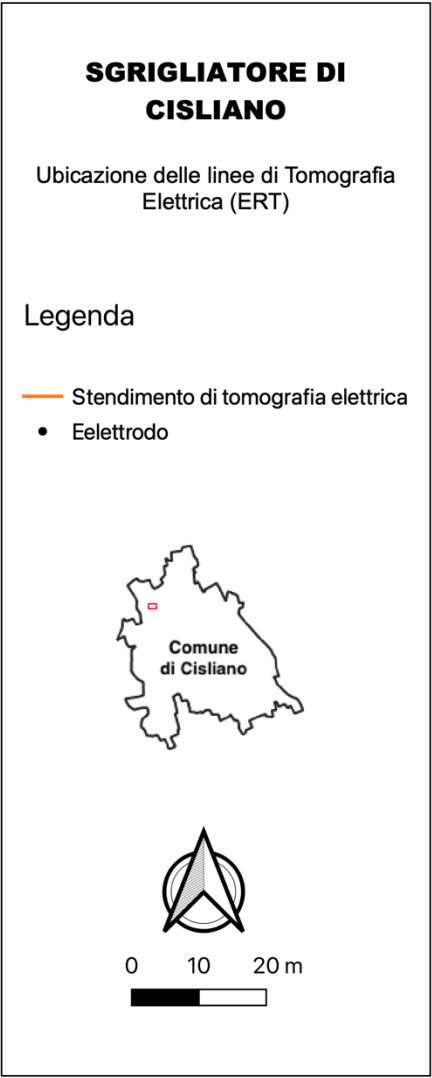 SGRIGLIATORE DI
CISLIANO
Ubicazione delle linee di Tomografia
Elettrica (ERT)
Legenda
Stendimento di tomografia elettrica
Eelettrodo
Comune
di Cisliano
0 10 20 m